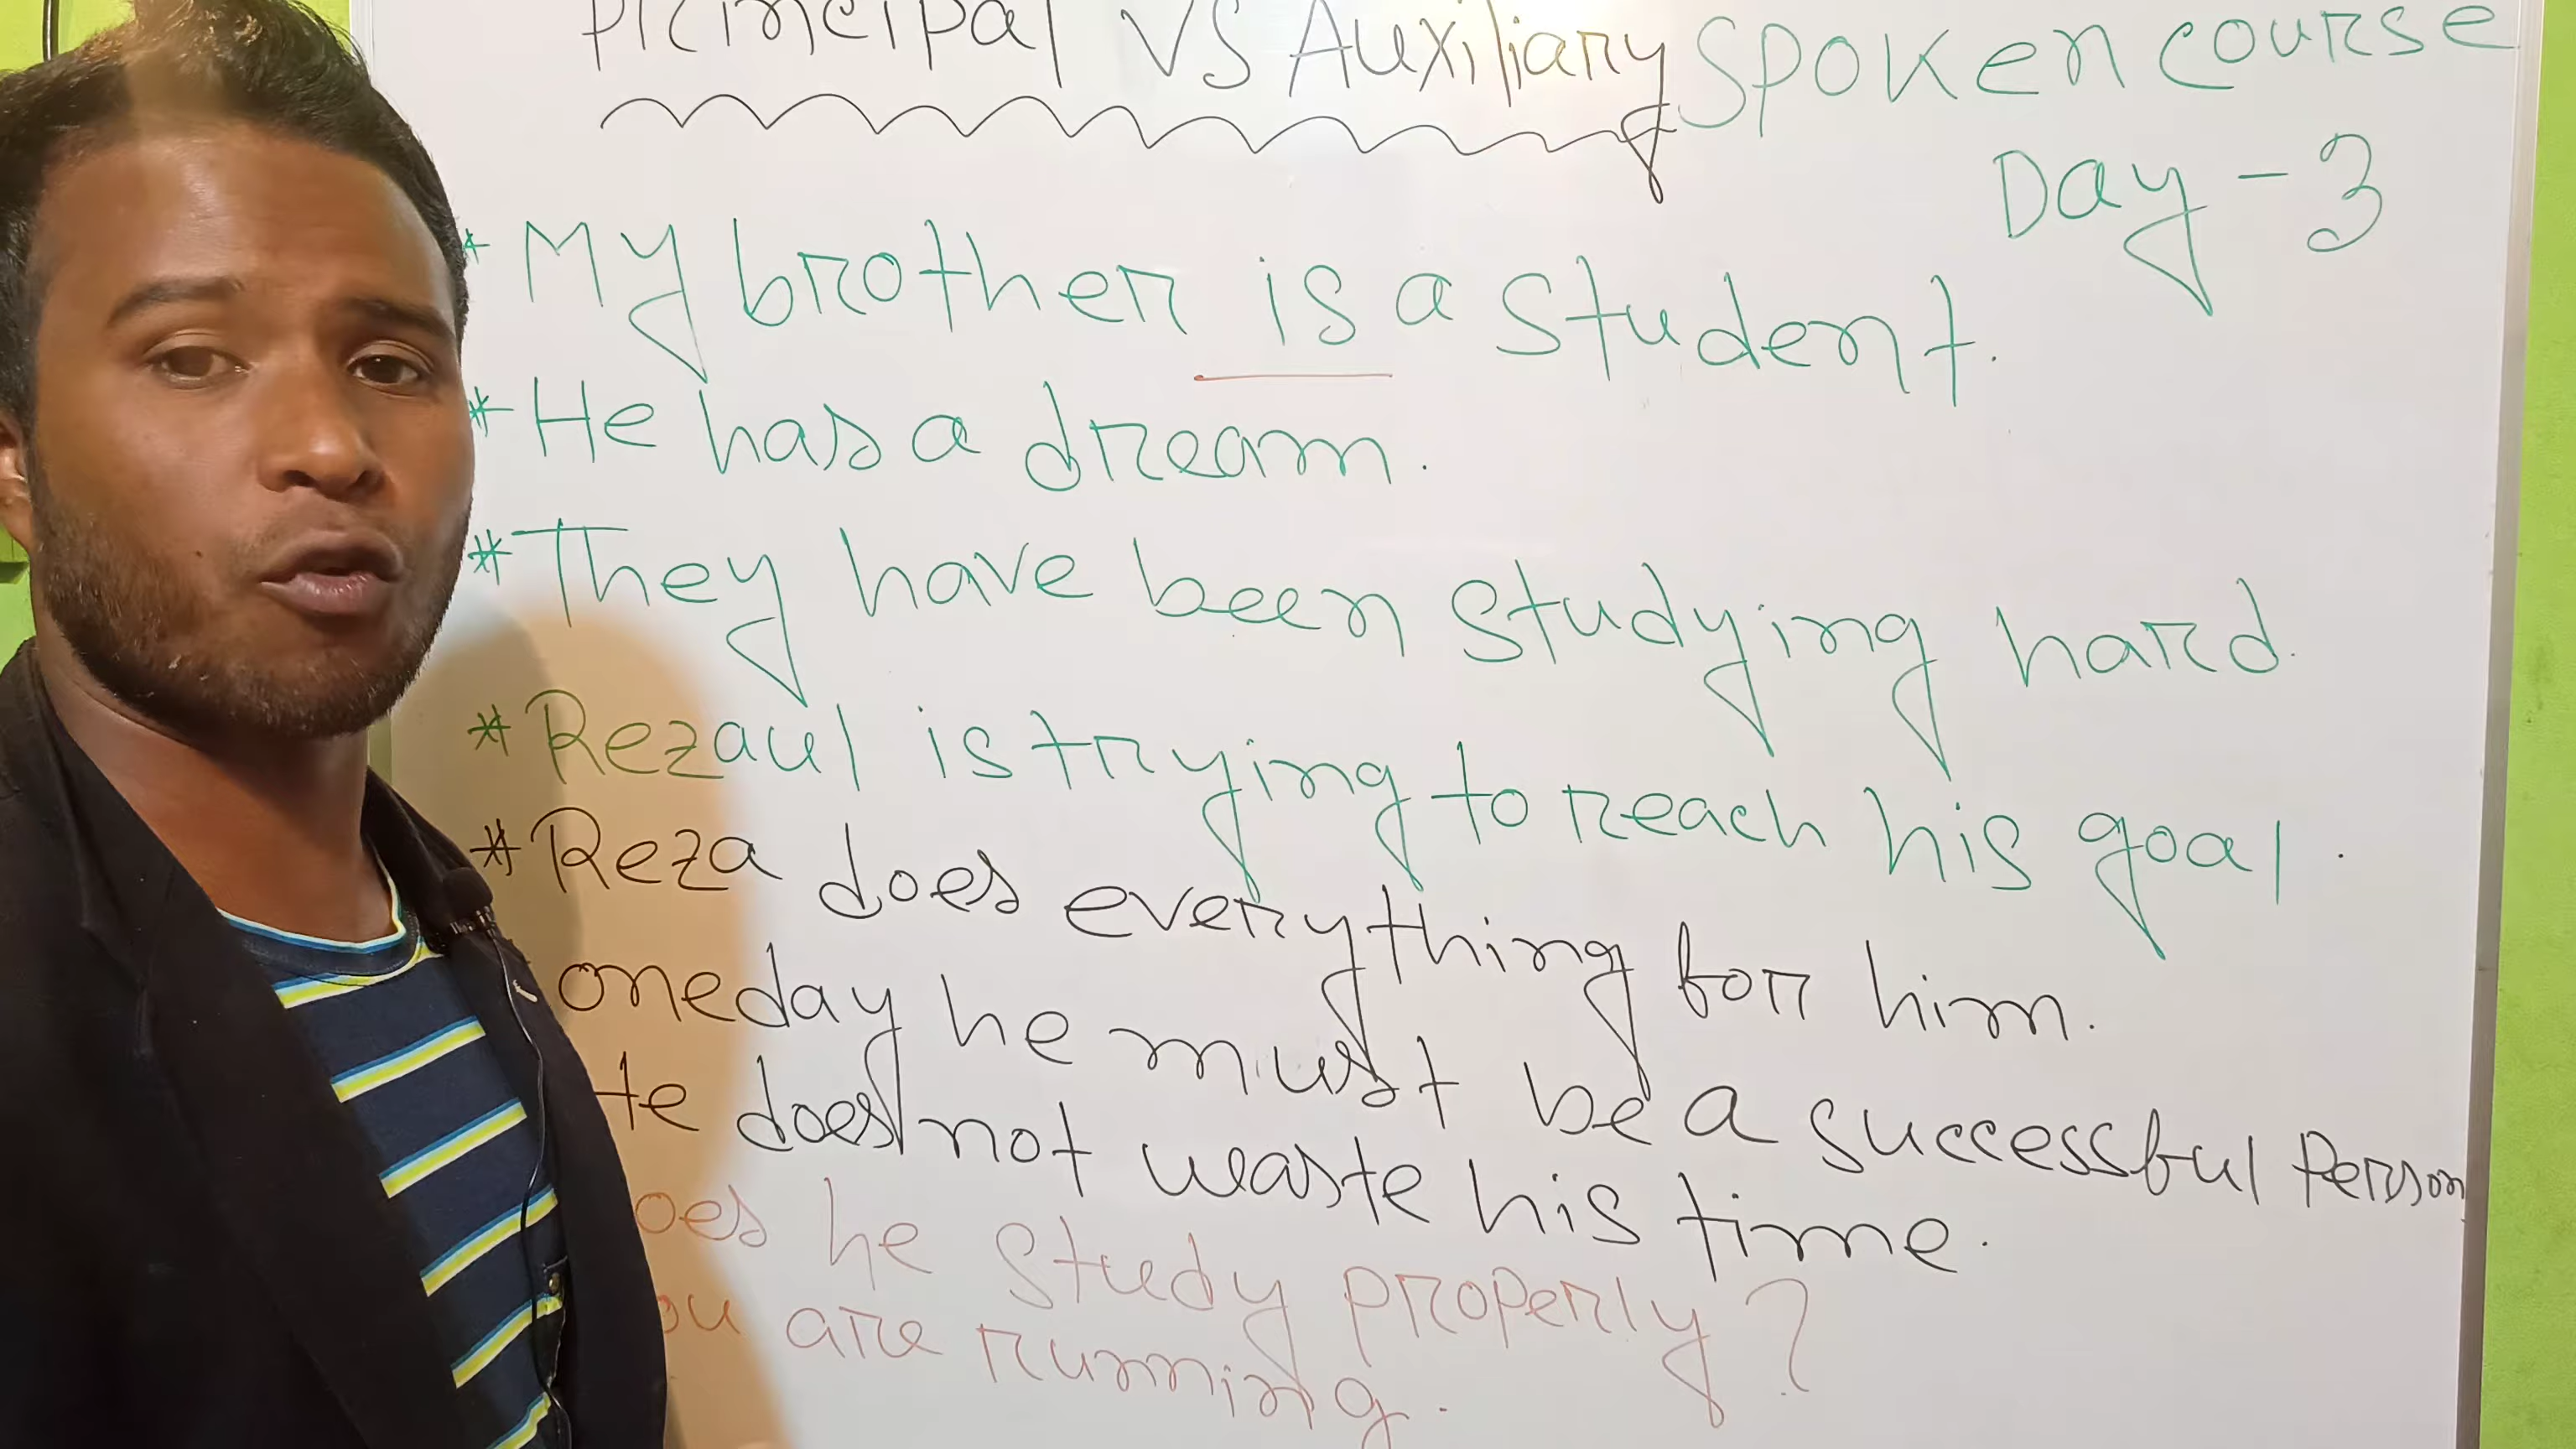 Principal VS Auxiliary Spoken course
Day-3
* My brother is a student.
* He has a dream.
* They have been studying hard.
* Rezaul is trying to reach his goal.
* Reza does everything for him.
oneday he must be a successful Person
He does not waste his time.
oes he study properly?
ou are running.